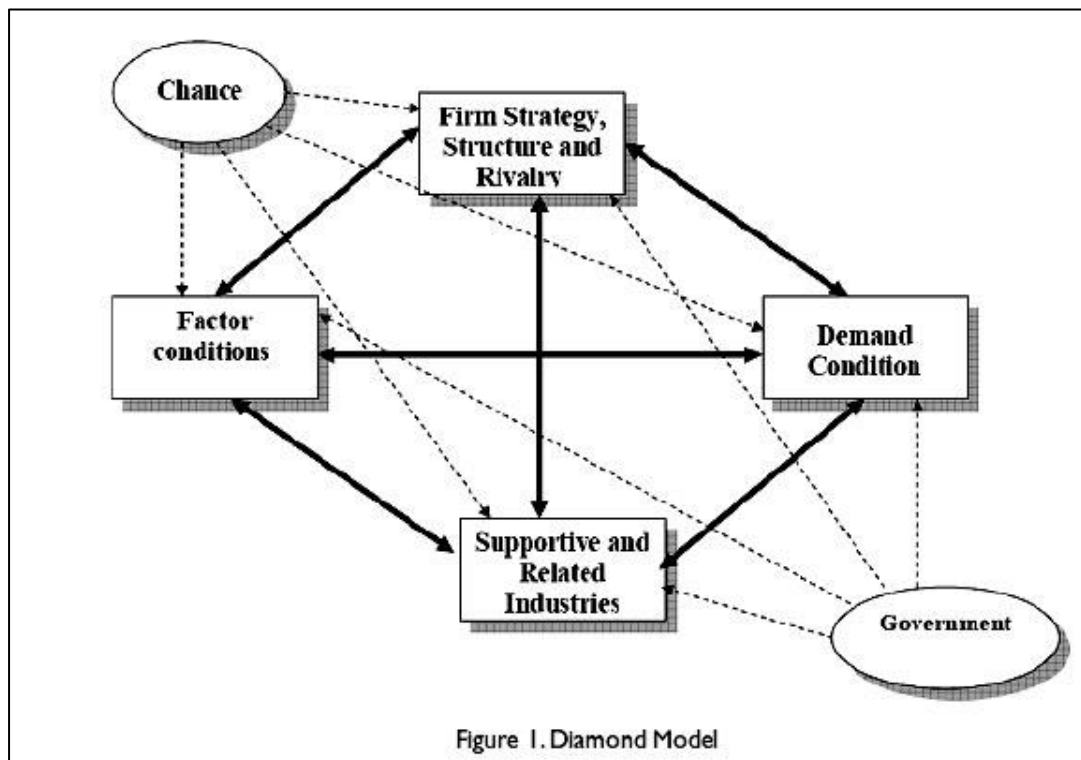 Chance
Firm Strategy,
Structure and
Rivalry
Factor
conditions
Demand
Condition
Supportive and
Related
Industries
Government
Figure 1. Diamond Model